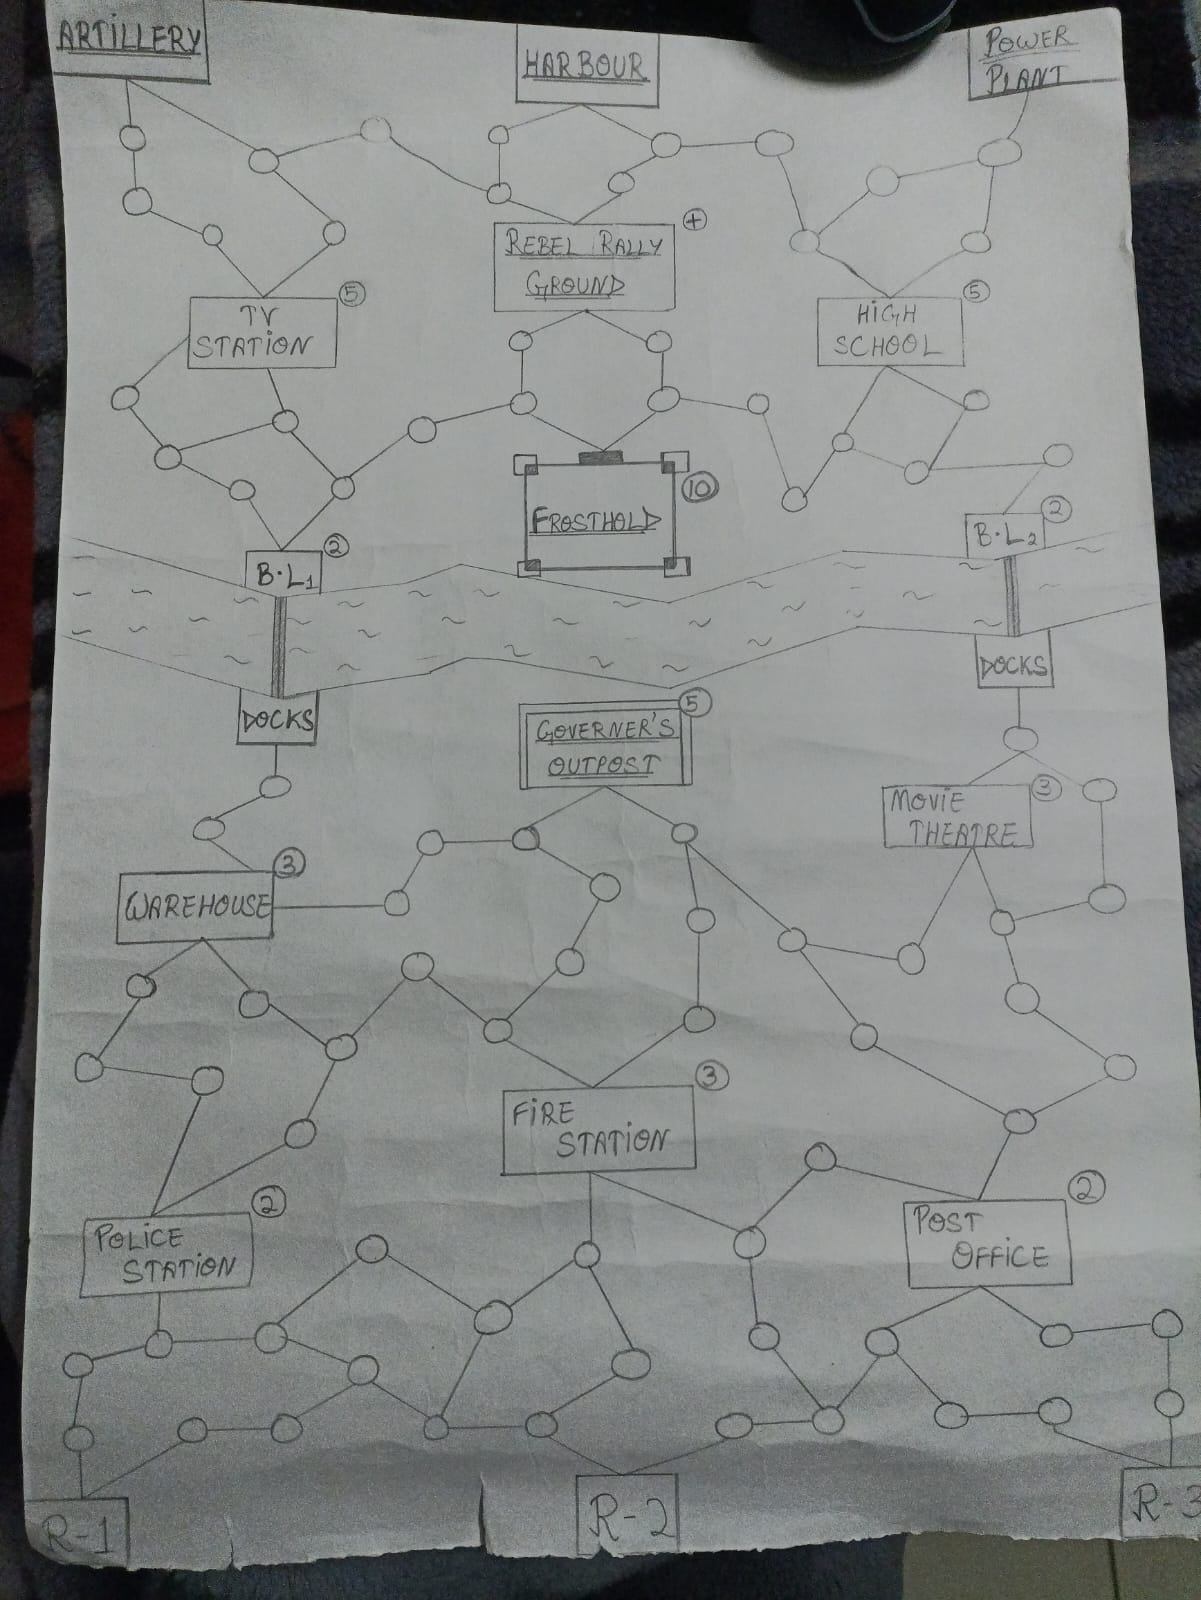 ARTILLERY
HARBOUR
POWER
PLANT
+
REBEL RALLY
GROUND
5
TV
STATION
5
HIGH
SCHOOL
10
FROSTHOLD
2
B.L1
2
B.L2
DOCKS
DOCKS
5
GOVERNER'S
OUTPOST
3
MOVIE
THEATRE
3
WAREHOUSE
3
FIRE
STATION
2
POLICE
STATION
2
POST
OFFICE
R-1
R-2
R-3